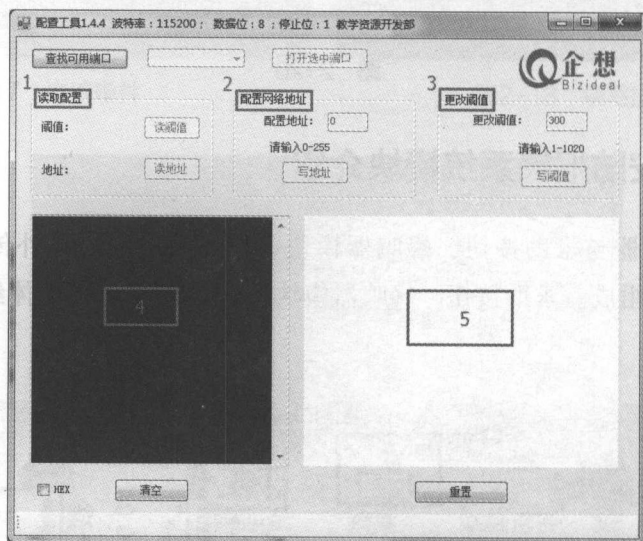 配置工具1.4.4 波特率：115200； 数据位：8 ；停止位：1 教学资源开发部
查找可用端口 打开选中端口
企想
Bizideal
1 2 3
读取配置 配置网络地址 更改阈值
阈值： 读阈值 配置地址： 0 更改阈值： 300
请输入0-255 请输入1-1020
地址： 读地址 写地址 写阈值
4 5
HEX 清空 重置